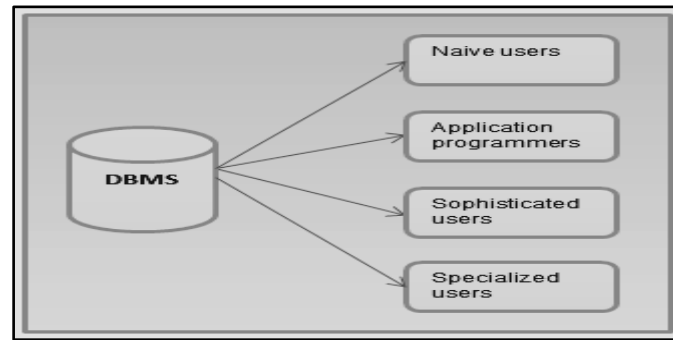 Naive users
Application
programmers
DBMS
Sophisticated
users
Specialized
users